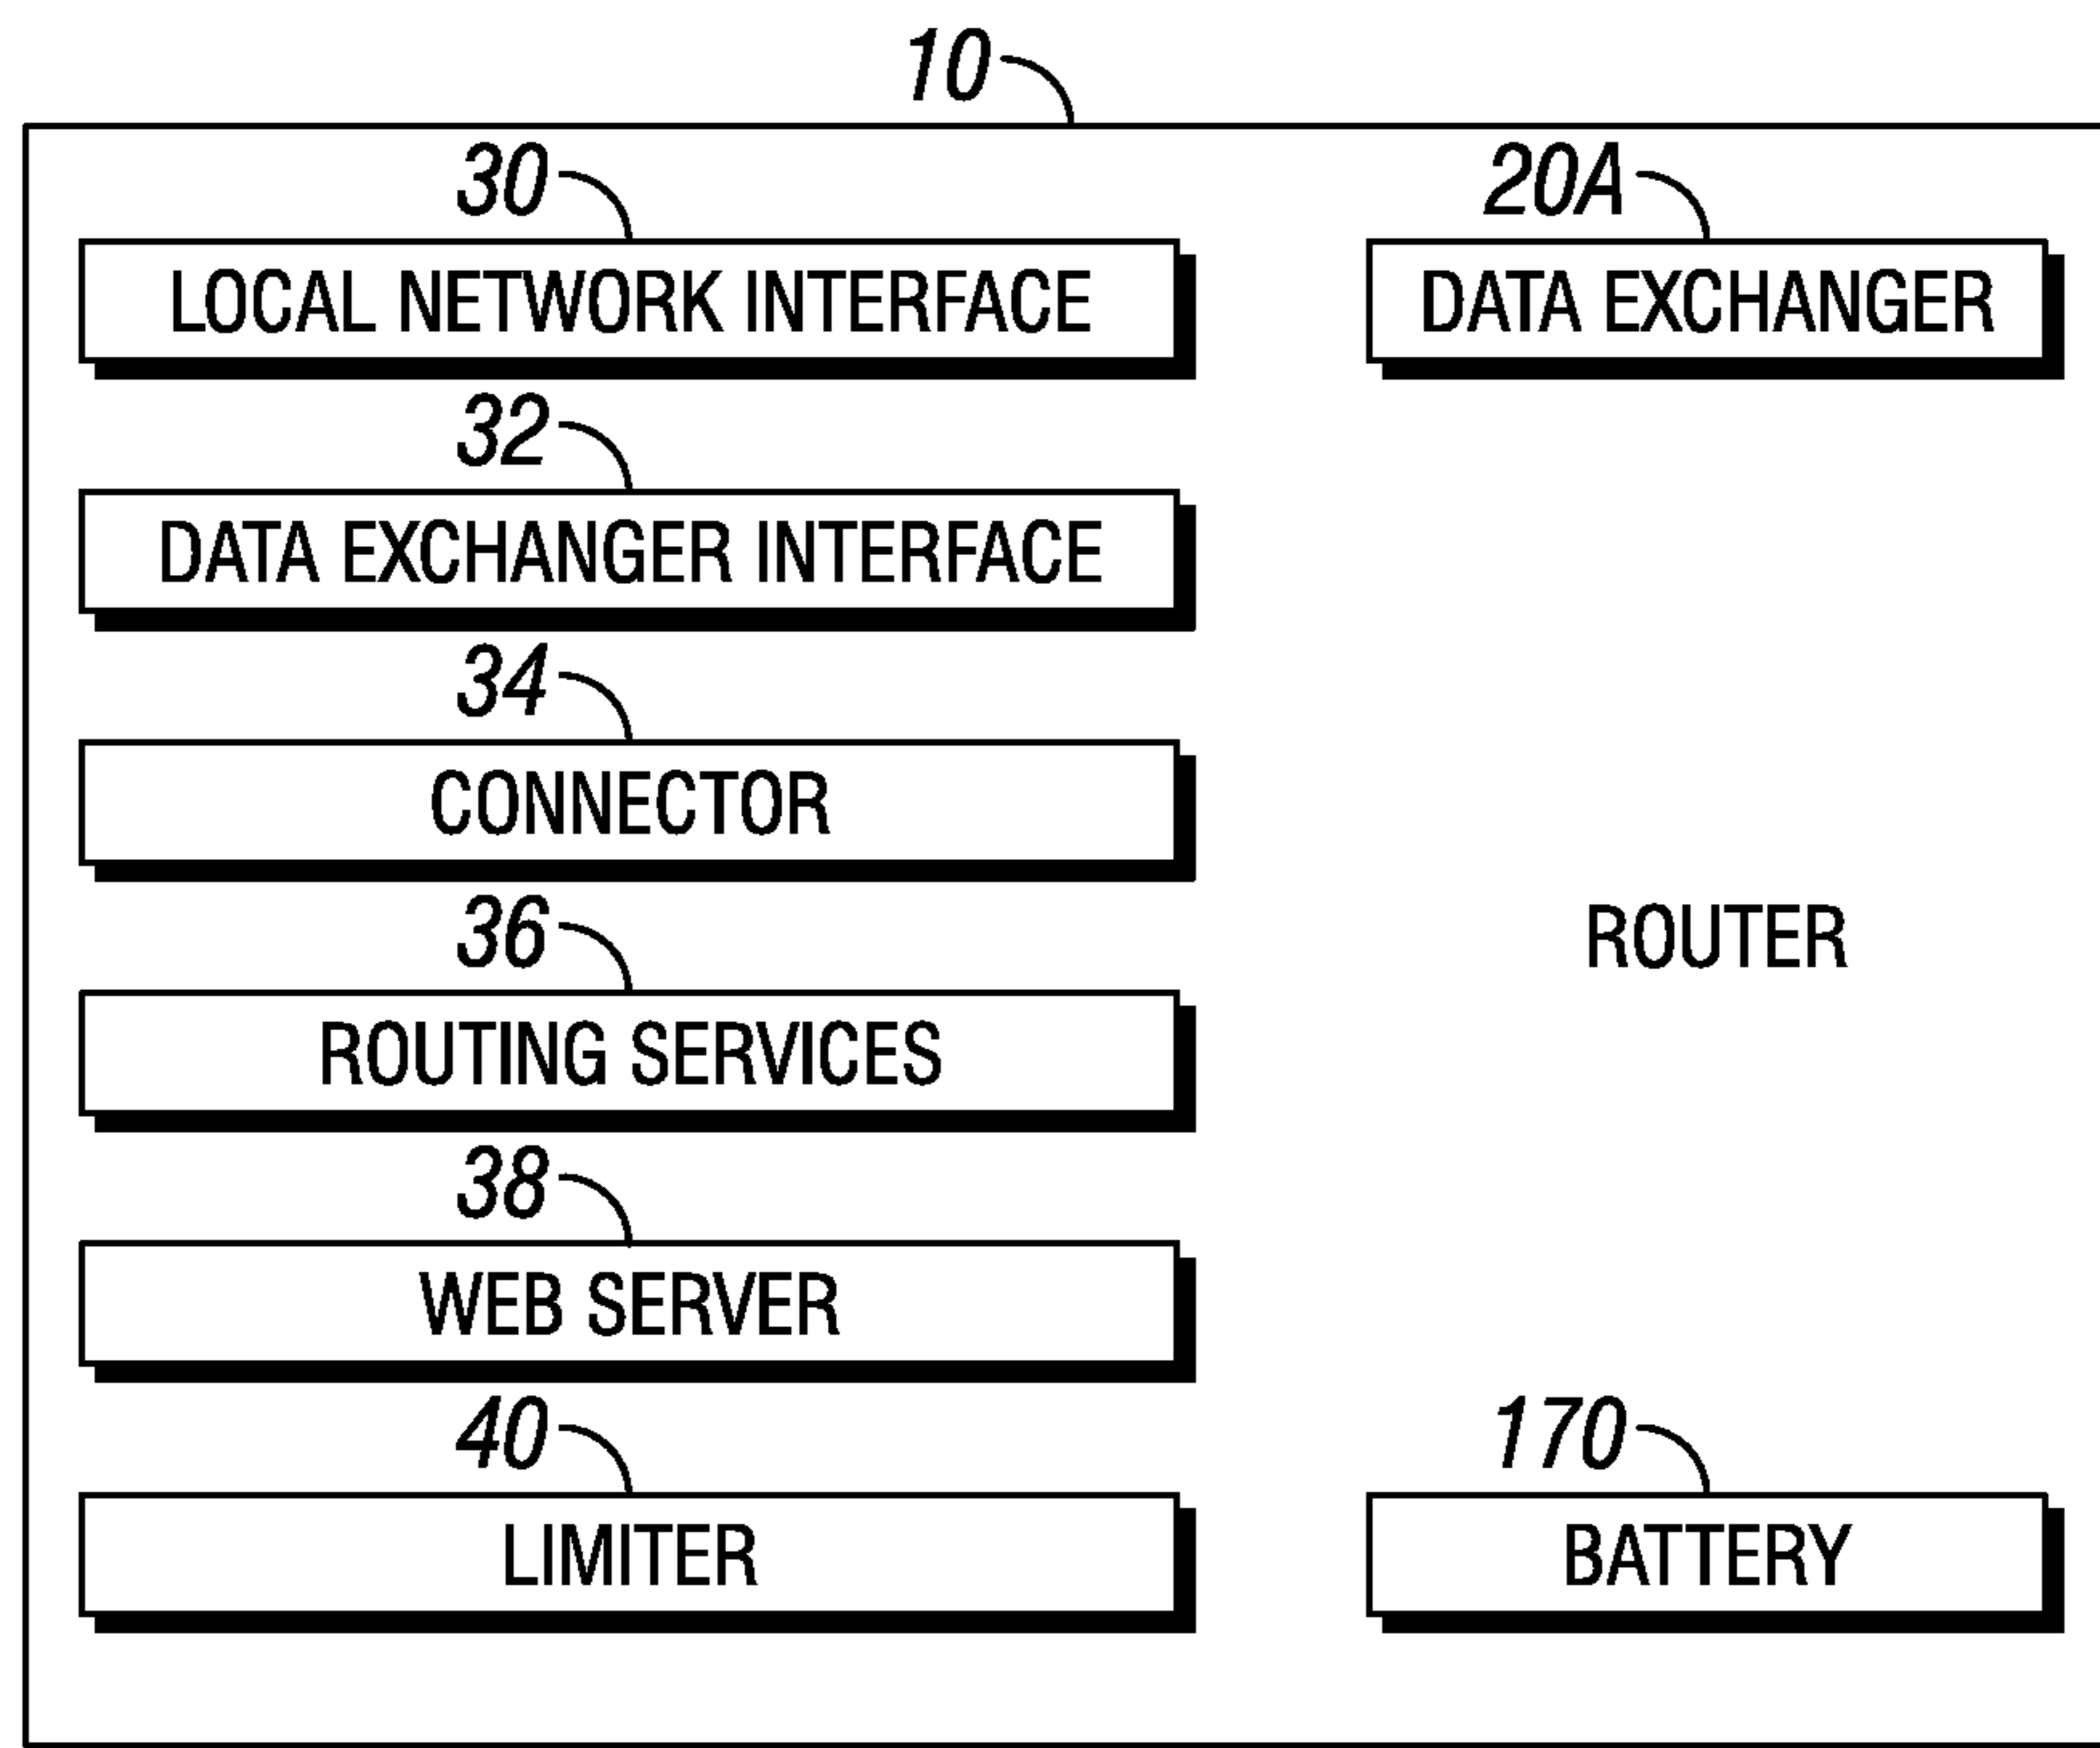 10
30
LOCAL NETWORK INTERFACE
20A
DATA EXCHANGER
32
DATA EXCHANGER INTERFACE
34
CONNECTOR
36
ROUTING SERVICES
ROUTER
38
WEB SERVER
40
LIMITER
170
BATTERY